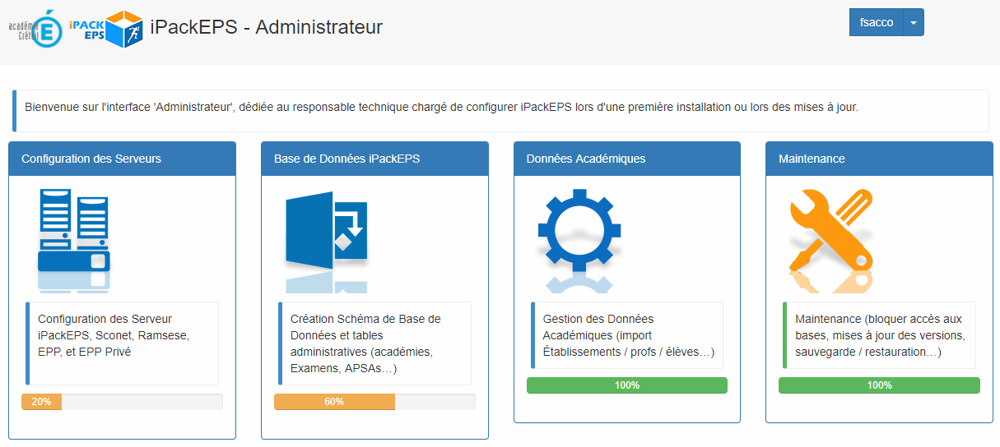 académie
Créteil
iPACK
EPS
iPackEPS - Administrateur
fsacco
Bienvenue sur l'interface 'Administrateur', dédiée au responsable technique chargé de configurer iPackEPS lors d'une première installation ou lors des mises à jour.
Configuration des Serveurs
Configuration des Serveur
iPackEPS, Sconet, Ramsese,
EPP, et EPP Privé
20%
Base de Données iPackEPS
Création Schéma de Base de
Données et tables
administratives (académies,
Examens, APSAs…)
60%
Données Académiques
Gestion des Données
Académiques (import
Établissements / profs / élèves…)
100%
Maintenance
Maintenance (bloquer accès aux
bases, mises à jour des versions,
sauvegarde / restauration…)
100%